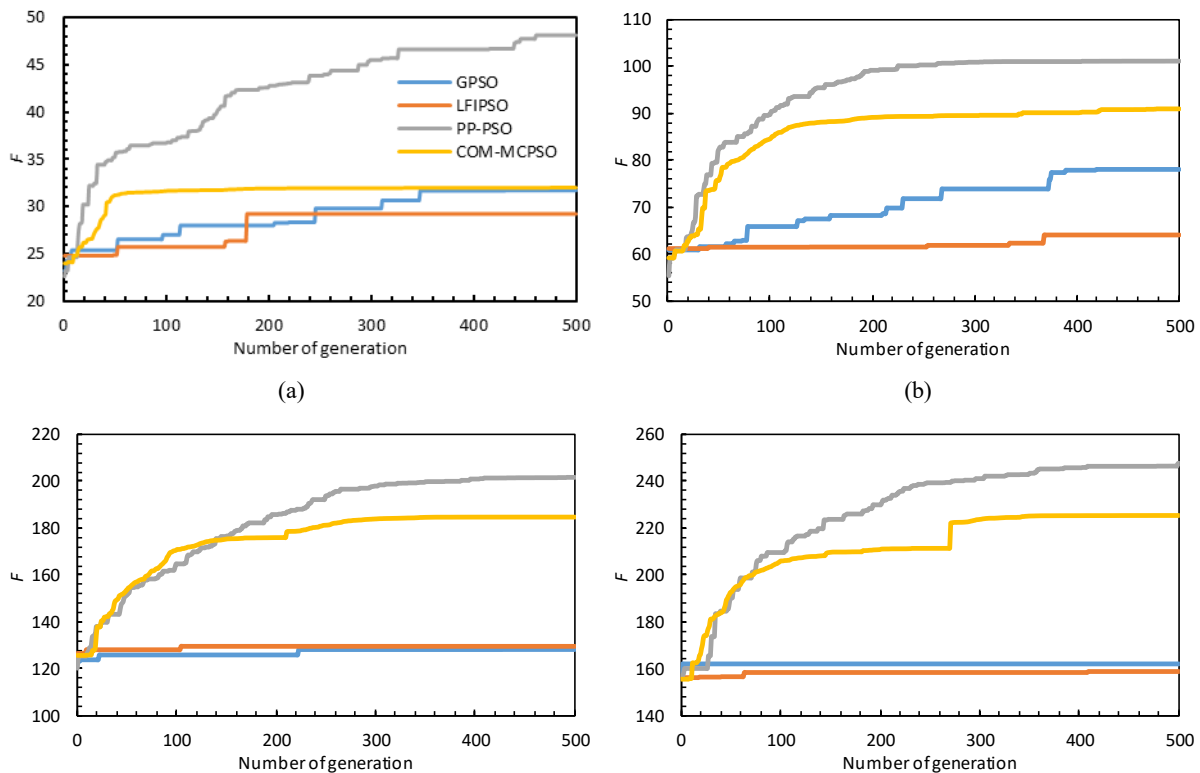 50
45
40
35
30
25
20
F
GPSO
LFIPSO
PP-PSO
COM-MCPSO
0 100 200 300 400 500
Number of generation
(a)
110
100
90
80
70
60
50
F
0 100 200 300 400 500
Number of generation
(b)
220
200
180
160
140
120
100
F
0 100 200 300 400 500
Number of generation
260
240
220
200
180
160
140
F
0 100 200 300 400 500
Number of generation